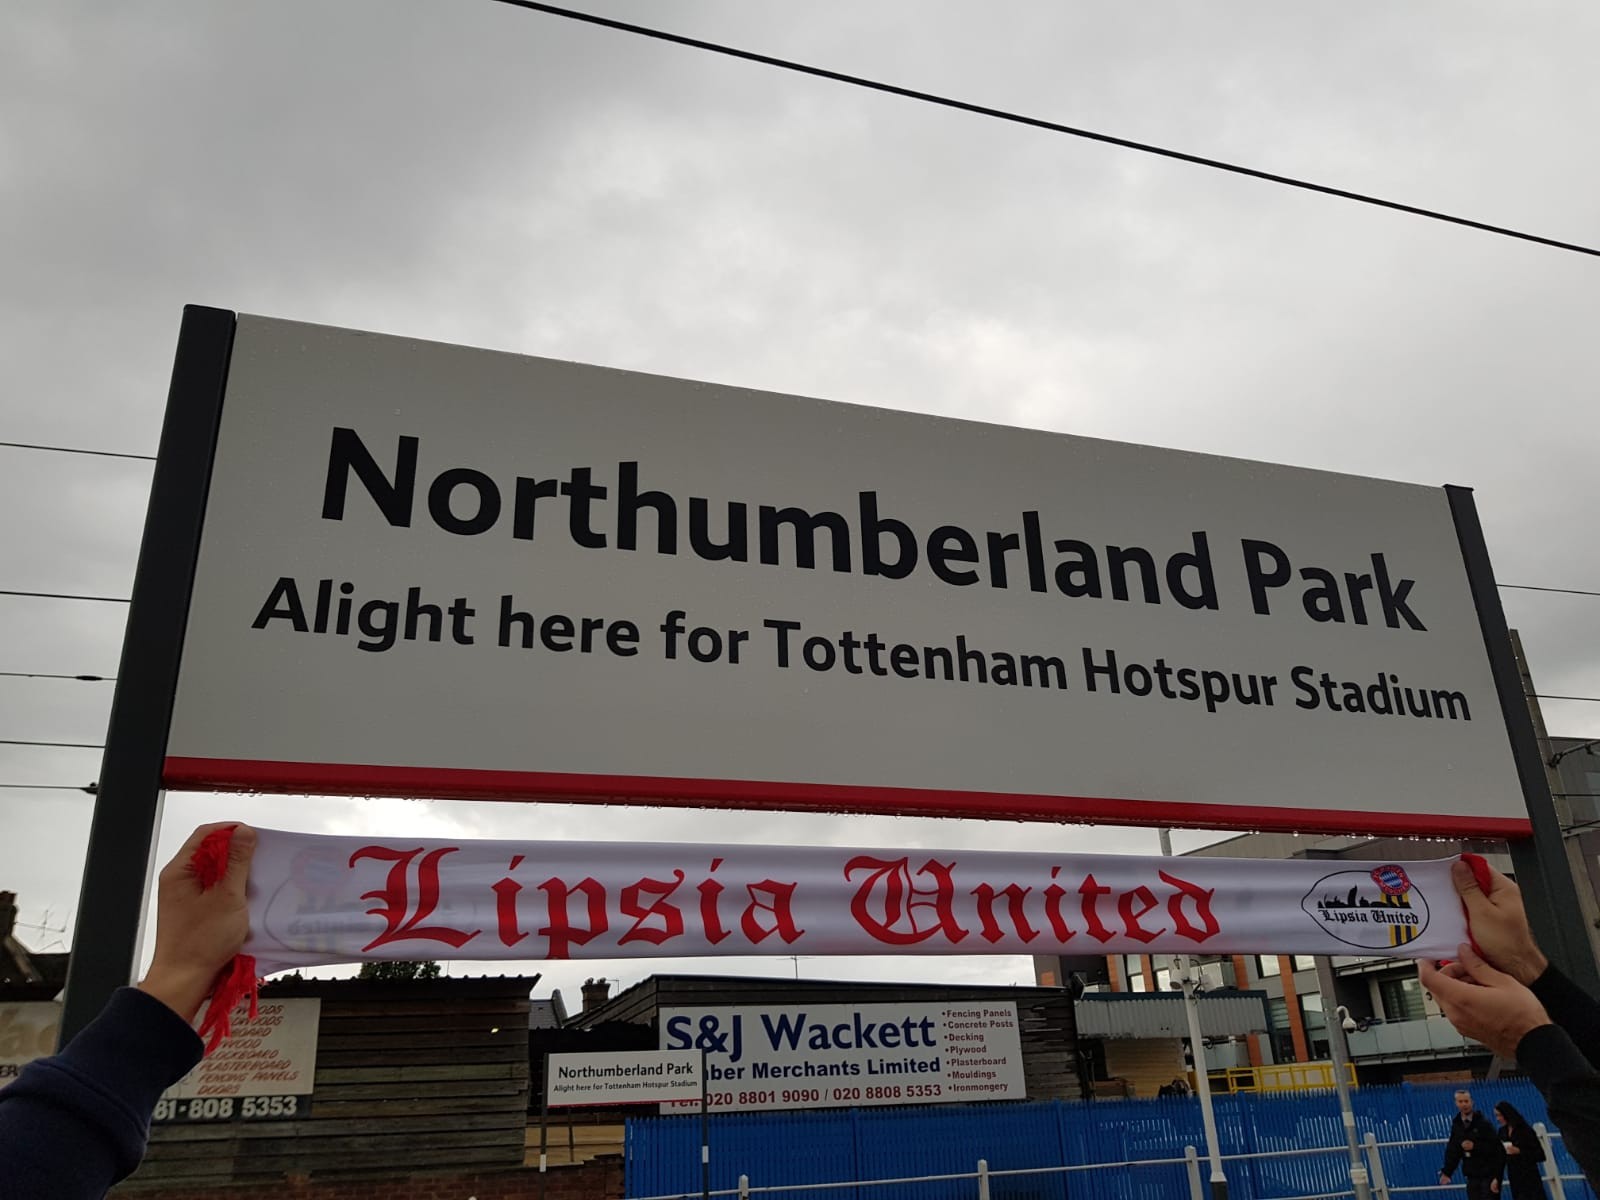 Northumberland Park
Alight here for Tottenham Hotspur Stadium
Lipsia United
Lipsia United
S&J Wackett
Merchants Limited
Tel: 020 8801 9090 / 020 8808 5353
•Fencing Panels
•Concrete Posts
•Decking
•Plywood
•Plasterboard
•Mouldings
•Ironmongery
Northumberland Park
Alight here for Tottenham Hotspur Stadium
PLASTERBOARD
FENCING PANELS
DOORS
81-808 5353